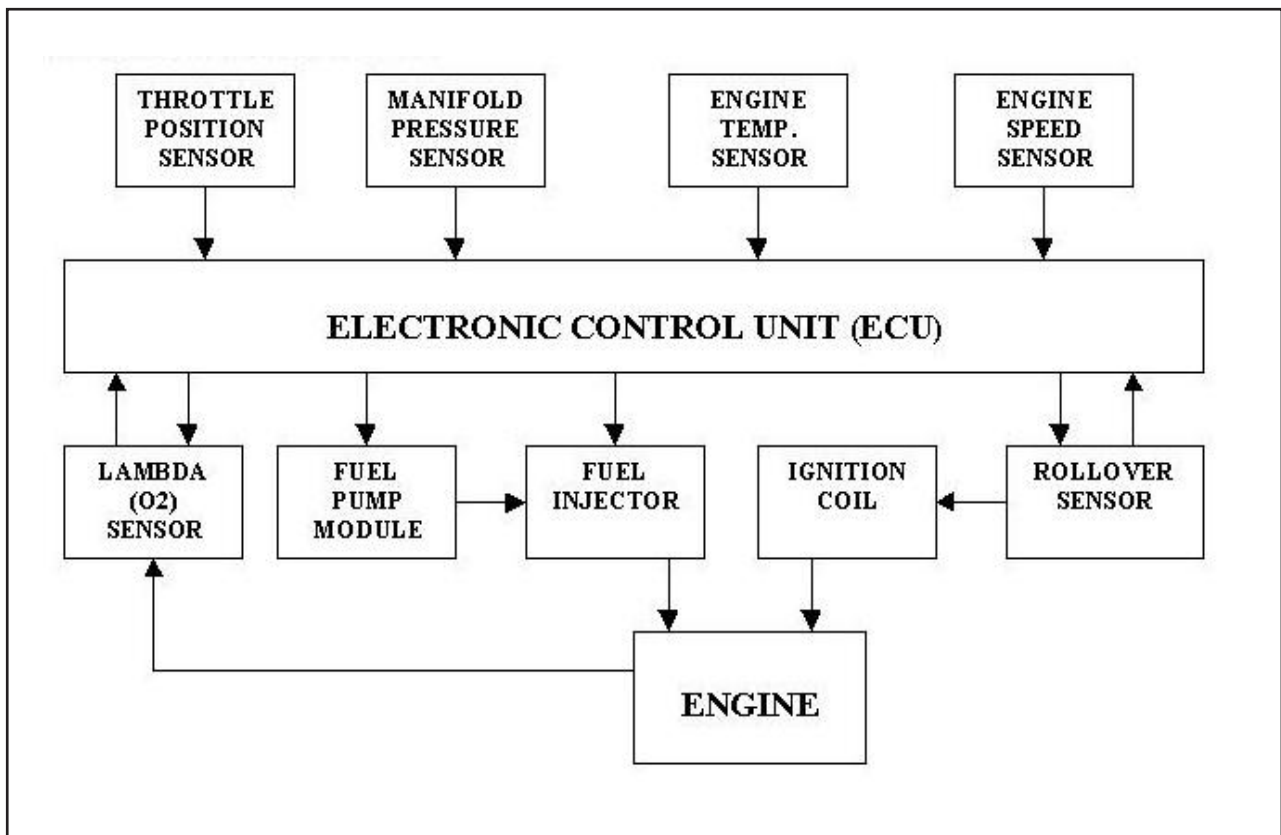 THROTTLE
POSITION
SENSOR
MANIFOLD
PRESSURE
SENSOR
ENGINE
TEMP.
SENSOR
ENGINE
SPEED
SENSOR
ELECTRONIC CONTROL UNIT (ECU)
LAMBDA
(O2)
SENSOR
FUEL
PUMP
MODULE
FUEL
INJECTOR
IGNITION
COIL
ROLLOVER
SENSOR
ENGINE